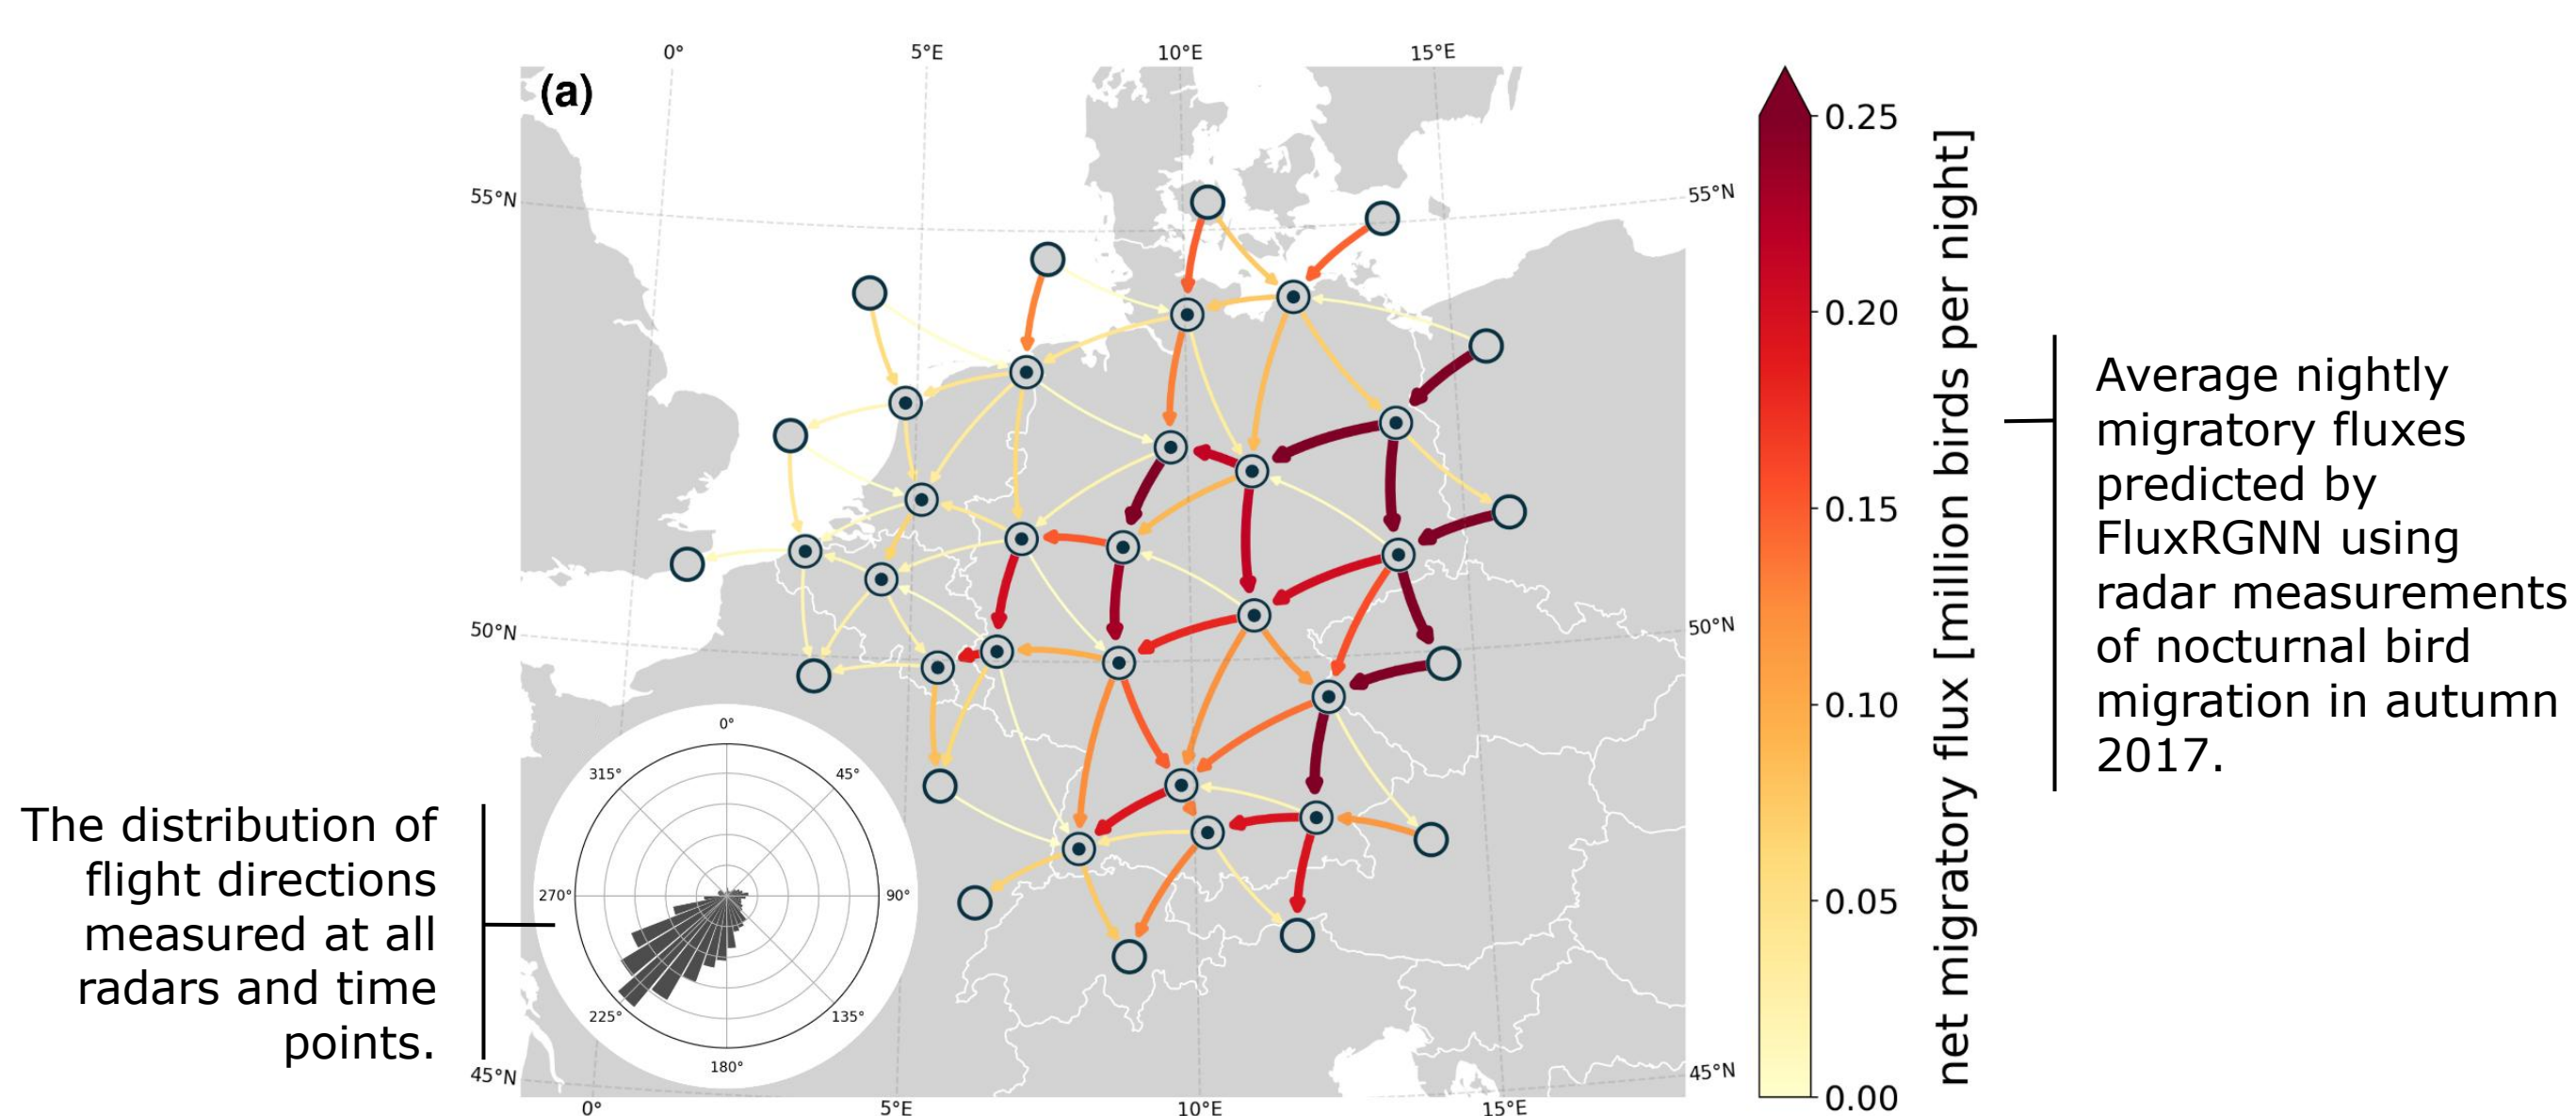 (a)
0°
5°E
10°E
15°E
55°N
55°N
50°N
50°N
45°N
45°N
0°
5°E
10°E
15°E
0°
45°
90°
135°
180°
225°
270°
315°
The distribution of
flight directions
measured at all
radars and time
points.
0.25
0.20
0.15
0.10
0.05
0.00
net migratory flux [million birds per night]
Average nightly
migratory fluxes
predicted by
FluxRGNN using
radar measurements
of nocturnal bird
migration in autumn
2017.